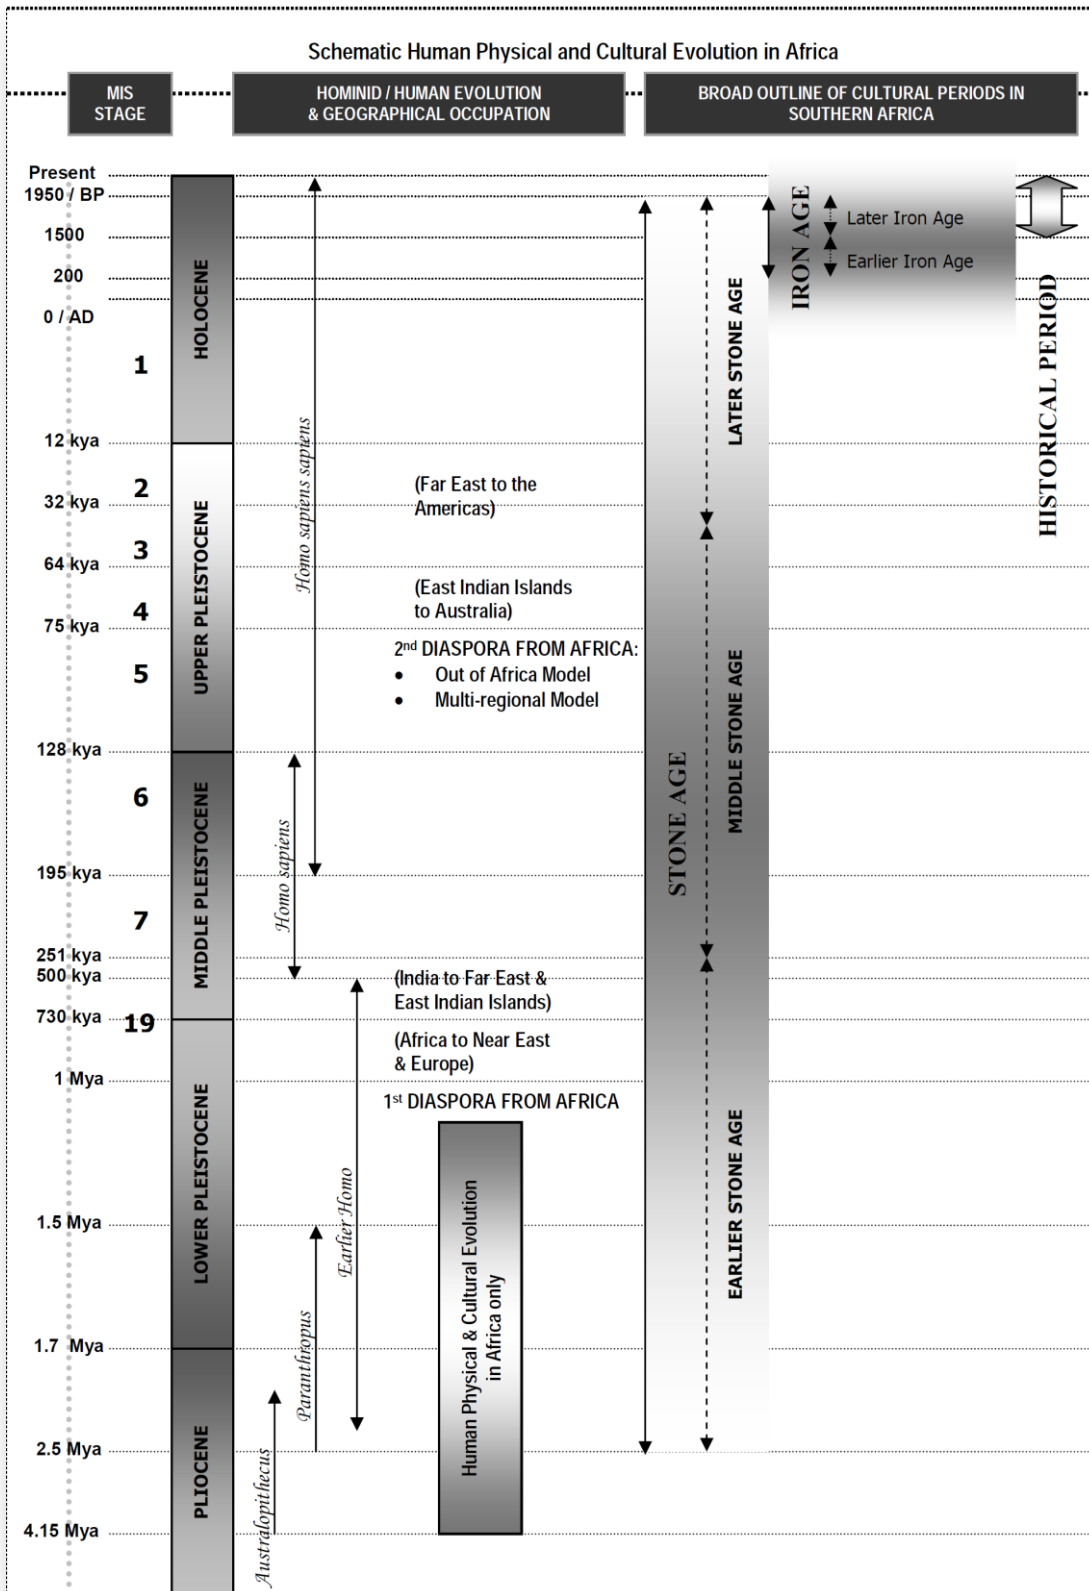 Schematic Human Physical and Cultural Evolution in Africa
MIS
STAGE
HOMINID / HUMAN EVOLUTION
& GEOGRAPHICAL OCCUPATION
BROAD OUTLINE OF CULTURAL PERIODS IN
SOUTHERN AFRICA
Present
1950 / BP
1500
200
0 / AD
12 kya
32 kya
64 kya
75 kya
128 kya
195 kya
251 kya
500 kya
730 kya
1 Mya
1.5 Mya
1.7 Mya
2.5 Mya
4.15 Mya
1
2
3
4
5
6
7
19
HOLOCENE
UPPER PLEISTOCENE
MIDDLE PLEISTOCENE
LOWER PLEISTOCENE
PLIOCENE
Homo sapiens sapiens
Homo sapiens
Earlier Homo
Paranthropus
Australopithecus
(Far East to the
Americas)
(East Indian Islands
to Australia)
2nd DIASPORA FROM AFRICA:
• Out of Africa Model
• Multi-regional Model
(India to Far East &
East Indian Islands)
(Africa to Near East
& Europe)
1st DIASPORA FROM AFRICA
Human Physical & Cultural Evolution
in Africa only
STONE AGE
LATER STONE AGE
MIDDLE STONE AGE
EARLIER STONE AGE
IRON AGE
Later Iron Age
Earlier Iron Age
HISTORICAL PERIOD